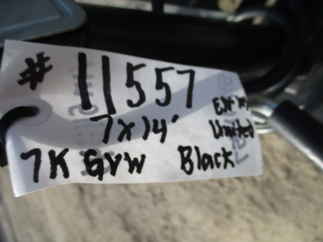 # 11557
7x14'
United
7K GVW Black